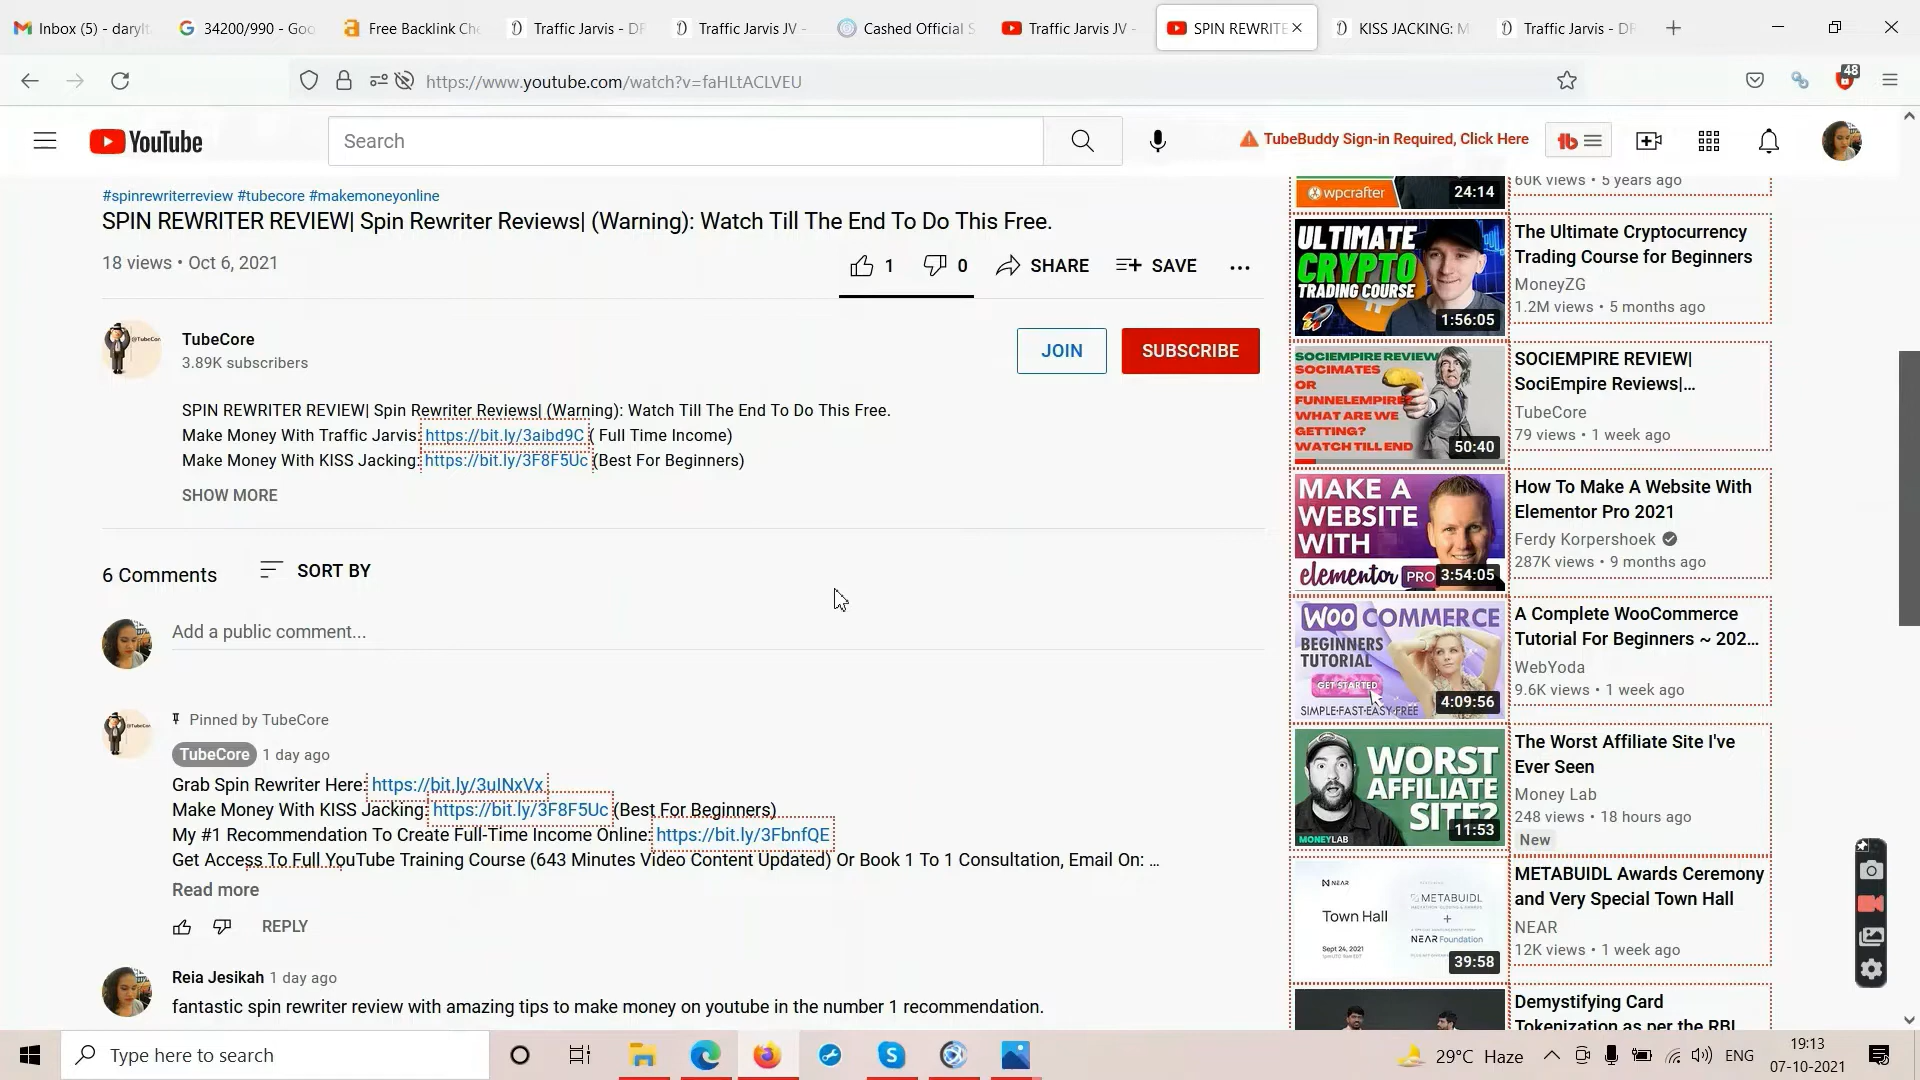 Inbox (5) - daryl
34200/990 - Goo
Free Backlink Che
Traffic Jarvis - DF
Traffic Jarvis JV -
Cashed Official S
Traffic Jarvis JV -
SPIN REWRITE
KISS JACKING: M
Traffic Jarvis - DF
https://www.youtube.com/watch?v=faHLtACLVEU
48
YouTube
Search
TubeBuddy Sign-in Required, Click Here
tb
#spinrewriterreview #tubecore #makemoneyonline
SPIN REWRITER REVIEW| Spin Rewriter Reviews| (Warning): Watch Till The End To Do This Free.
18 views • Oct 6, 2021
1
0
SHARE
SAVE
...
TubeCore
3.89K subscribers
JOIN
SUBSCRIBE
SPIN REWRITER REVIEW| Spin Rewriter Reviews| (Warning): Watch Till The End To Do This Free.
Make Money With Traffic Jarvis: https://bit.ly/3aibd9C ( Full Time Income)
Make Money With KISS Jacking: https://bit.ly/3F8F5Uc (Best For Beginners)
SHOW MORE
6 Comments
SORT BY
Add a public comment...
Pinned by TubeCore
TubeCore 1 day ago
Grab Spin Rewriter Here: https://bit.ly/3uINxVx
Make Money With KISS Jacking: https://bit.ly/3F8F5Uc (Best For Beginners)
My #1 Recommendation To Create Full-Time Income Online: https://bit.ly/3FbnfQE
Get Access To Full YouTube Training Course (643 Minutes Video Content Updated) Or Book 1 To 1 Consultation, Email On: ...
Read more
REPLY
Reia Jesikah 1 day ago
fantastic spin rewriter review with amazing tips to make money on youtube in the number 1 recommendation.
wpcrafter
24:14
60K views • 5 years ago
ULTIMATE
CRYPTO
TRADING COURSE
1:56:05
The Ultimate Cryptocurrency
Trading Course for Beginners
MoneyZG
1.2M views • 5 months ago
SOCIEMPIRE REVIEW
SOCIMATES
OR
FUNNELEMPIRE?
WHAT ARE WE
GETTING?
WATCH TILL END
50:40
SOCIEMPIRE REVIEW|
SociEmpire Reviews|...
TubeCore
79 views • 1 week ago
MAKE A
WEBSITE
WITH
elementor PRO
3:54:05
How To Make A Website With
Elementor Pro 2021
Ferdy Korpershoek
287K views • 9 months ago
WOO COMMERCE
BEGINNERS
TUTORIAL
GET STARTED
SIMPLE·FAST·EASY·FREE
4:09:56
A Complete WooCommerce
Tutorial For Beginners ~ 202...
WebYoda
9.6K views • 1 week ago
WORST
AFFILIATE
SITE?
MONEYLAB
11:53
The Worst Affiliate Site I've
Ever Seen
Money Lab
248 views • 18 hours ago
New
NEAR
Town Hall
Sept 24, 2021
METABUIDL
+
NEAR Foundation
39:58
METABUIDL Awards Ceremony
and Very Special Town Hall
NEAR
12K views • 1 week ago
Demystifying Card
Tokenization as per the RBI
Type here to search
29°C Haze
ENG
19:13
07-10-2021